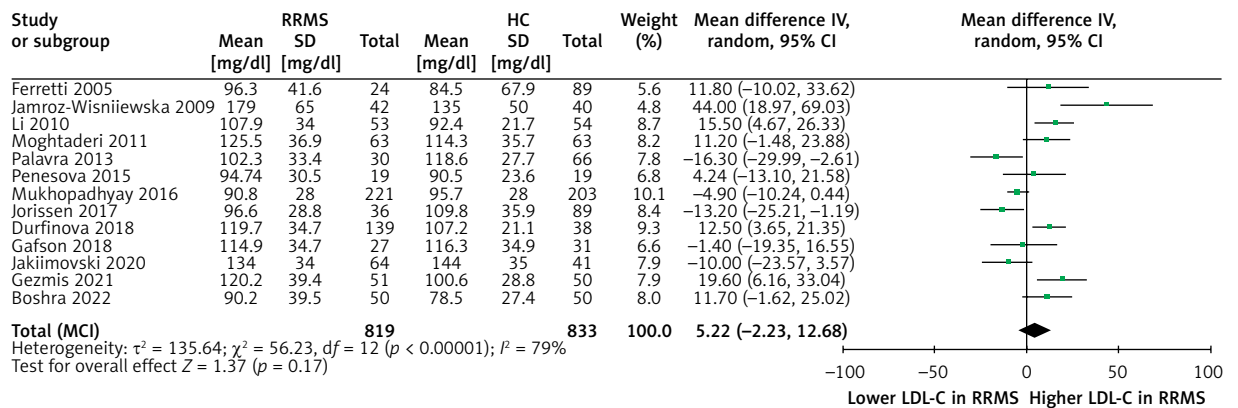 Study RRMS HC Weight Mean difference IV, Mean difference IV,
or subgroup Mean SD Total Mean SD Total (%) random, 95% CI random, 95% CI
[mg/dl] [mg/dl] [mg/dl] [mg/dl]
Ferretti 2005 96.3 41.6 24 84.5 67.9 89 5.6 11.80 (−10.02, 33.62)
Jamroz-Wisniiewska 2009 179 65 42 135 50 40 4.8 44.00 (18.97, 69.03)
Li 2010 107.9 34 53 92.4 21.7 54 8.7 15.50 (4.67, 26.33)
Moghtaderi 2011 125.5 36.9 63 114.3 35.7 63 8.2 11.20 (−1.48, 23.88)
Palavra 2013 102.3 33.4 30 118.6 27.7 66 7.8 −16.30 (−29.99, −2.61)
Penesova 2015 94.74 30.5 19 90.5 23.6 19 6.8 4.24 (−13.10, 21.58)
Mukhopadhyay 2016 90.8 28 221 95.7 28 203 10.1 −4.90 (−10.24, 0.44)
Jorissen 2017 96.6 28.8 36 109.8 35.9 89 8.4 −13.20 (−25.21, −1.19)
Durfinova 2018 119.7 34.7 139 107.2 21.1 38 9.3 12.50 (3.65, 21.35)
Gafson 2018 114.9 34.7 27 116.3 34.9 31 6.6 −1.40 (−19.35, 16.55)
Jakiimovski 2020 134 34 64 144 35 41 7.9 −10.00 (−23.57, 3.57)
Gezmis 2021 120.2 39.4 51 100.6 28.8 50 7.9 19.60 (6.16, 33.04)
Boshra 2022 90.2 39.5 50 78.5 27.4 50 8.0 11.70 (−1.62, 25.02)
Total (MCI) 819 833 100.0 5.22 (−2.23, 12.68)
Heterogeneity: τ² = 135.64; χ² = 56.23, df = 12 (p < 0.00001); I² = 79%
Test for overall effect Z = 1.37 (p = 0.17)
−100 −50 0 50 100
Lower LDL-C in RRMS Higher LDL-C in RRMS